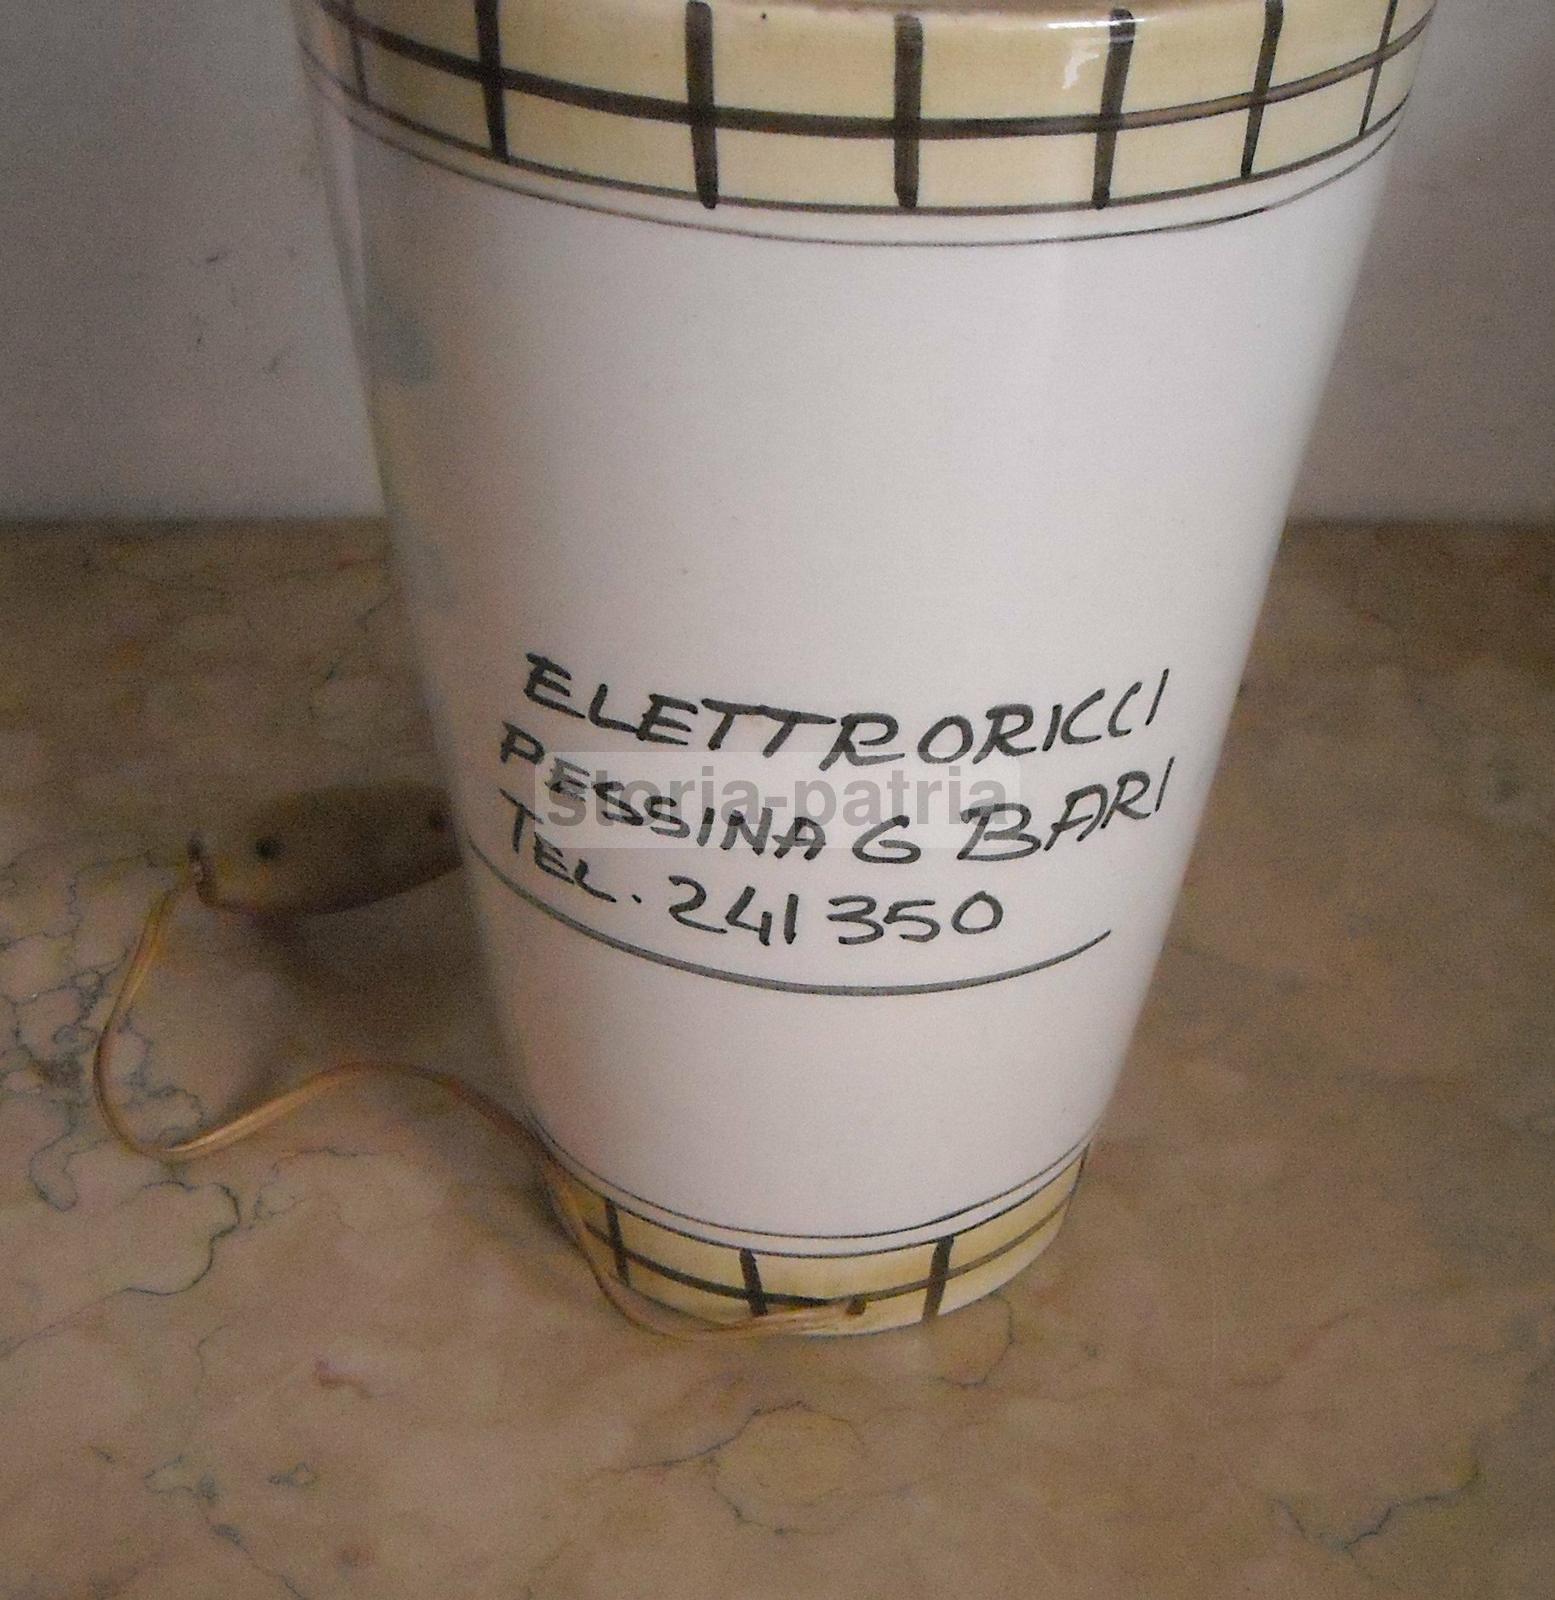 ELETTRORICCI
PESSINA 6 BARI
TEL. 241350
storia-patria